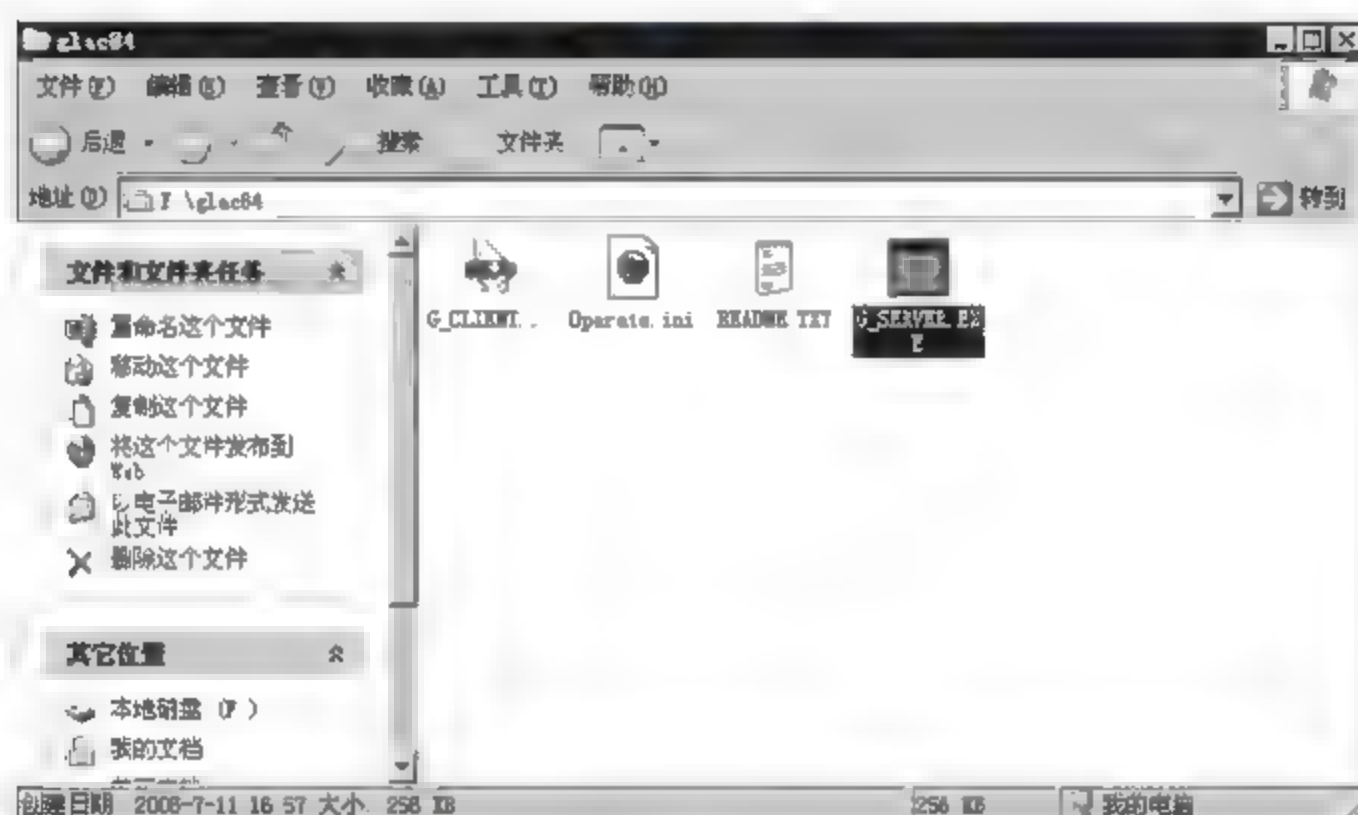 glac84
文件(F) 编辑(E) 查看(V) 收藏(A) 工具(T) 帮助(H)
后退 搜索 文件夹
地址(D) F:\glac84 转到
文件和文件夹任务
重命名这个文件
移动这个文件
复制这个文件
将这个文件发布到
Web
以电子邮件形式发送
此文件
删除这个文件
其它位置
本地磁盘 (F:)
我的文档
G_CLIENT...
Operate.ini
README.TXT
G_SERVER.EX
E
创建日期: 2006-7-11 16:57 大小: 256 KB 256 KB 我的电脑